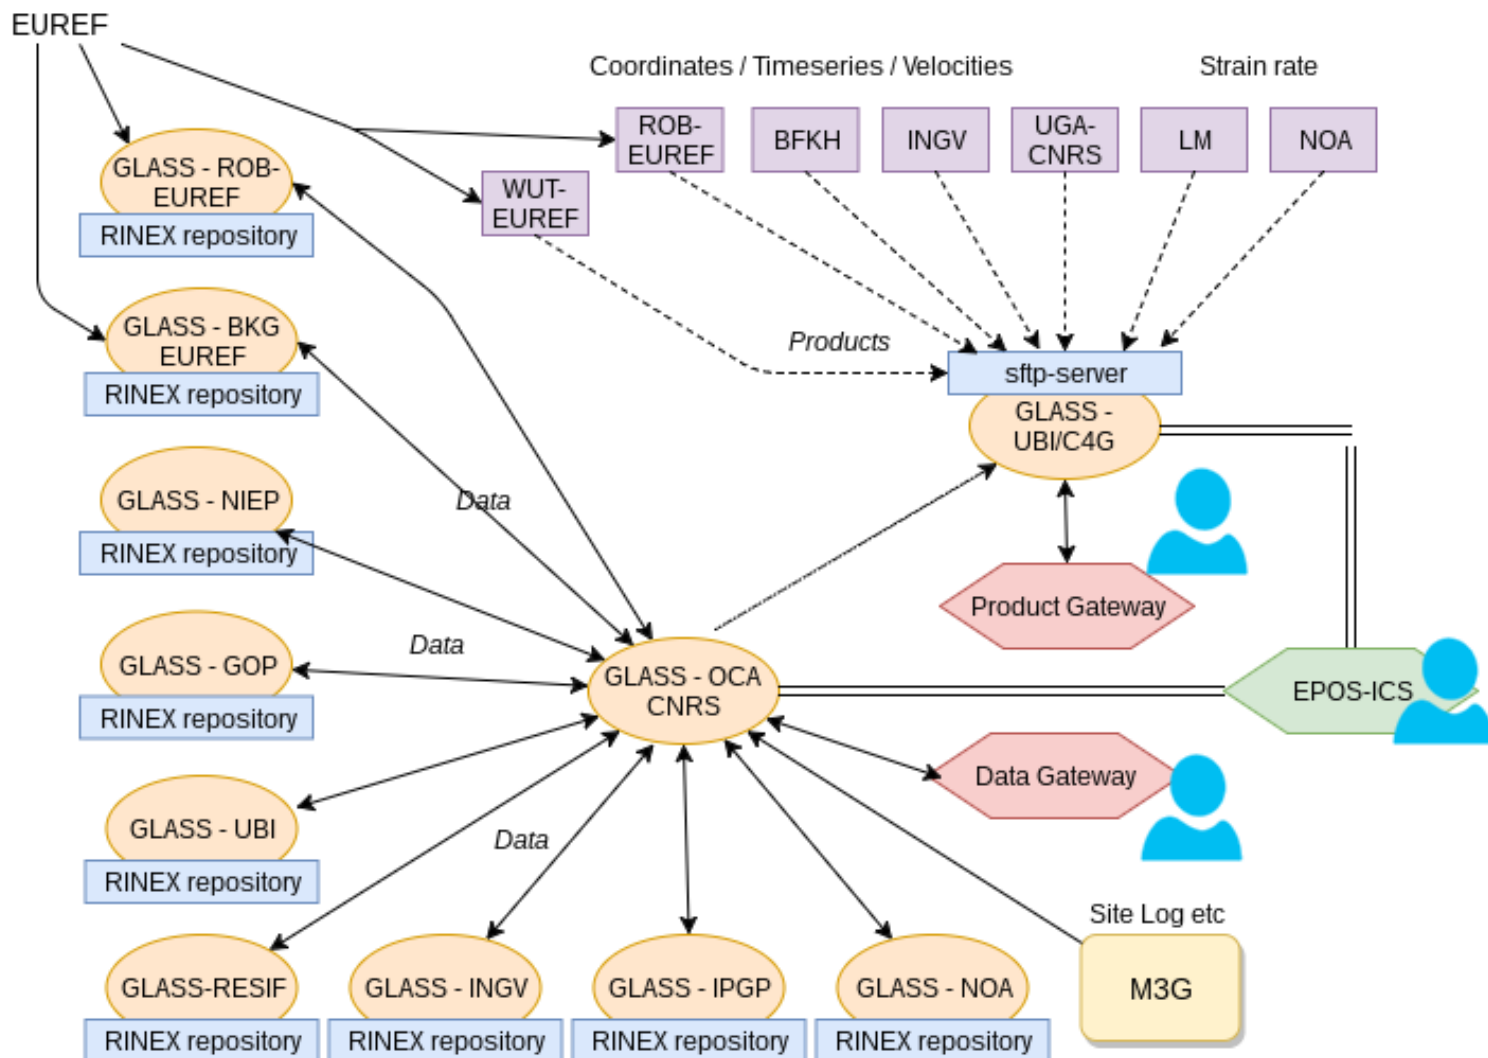 EUREF
Coordinates / Timeseries / Velocities
Strain rate
ROB-
EUREF
BFKH
INGV
UGA-
CNRS
LM
NOA
GLASS - ROB-
EUREF
RINEX repository
WUT-
EUREF
GLASS - BKG
EUREF
RINEX repository
Products
sftp-server
GLASS -
UBI/C4G
GLASS - NIEP
RINEX repository
Data
Product Gateway
GLASS - GOP
RINEX repository
Data
GLASS - OCA
CNRS
EPOS-ICS
Data Gateway
GLASS - UBI
RINEX repository
Data
Site Log etc
M3G
GLASS-RESIF
RINEX repository
GLASS - INGV
RINEX repository
GLASS - IPGP
RINEX repository
GLASS - NOA
RINEX repository